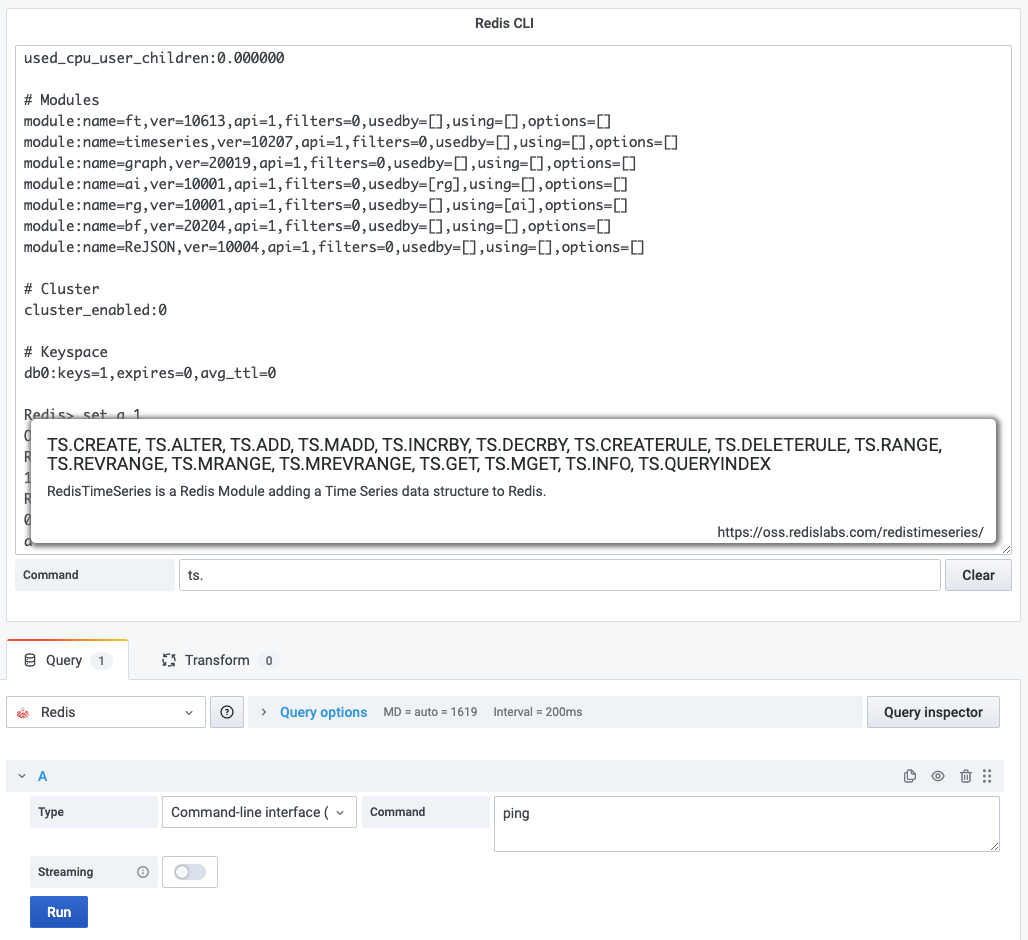 Redis CLI
used_cpu_user_children:0.000000
# Modules
module:name=ft,ver=10613,api=1,filters=0,usedby=[],using=[],options=[]
module:name=timeseries,ver=10207,api=1,filters=0,usedby=[],using=[],options=[]
module:name=graph,ver=20019,api=1,filters=0,usedby=[],using=[],options=[]
module:name=ai,ver=10001,api=1,filters=0,usedby=[rg],using=[],options=[]
module:name=rg,ver=10001,api=1,filters=0,usedby=[],using=[ai],options=[]
module:name=bf,ver=20204,api=1,filters=0,usedby=[],using=[],options=[]
module:name=ReJSON,ver=10004,api=1,filters=0,usedby=[],using=[],options=[]
# Cluster
cluster_enabled:0
# Keyspace
db0:keys=1,expires=0,avg_ttl=0
Redis> set a 1
TS.CREATE, TS.ALTER, TS.ADD, TS.MADD, TS.INCRBY, TS.DECRBY, TS.CREATERULE, TS.DELETERULE, TS.RANGE,
TS.REVRANGE, TS.MRANGE, TS.MREVRANGE, TS.GET, TS.MGET, TS.INFO, TS.QUERYINDEX
RedisTimeSeries is a Redis Module adding a Time Series data structure to Redis.
https://oss.redislabs.com/redistimeseries/
Command ts. Clear
Query 1 Transform 0
Redis Query options MD = auto = 1619 Interval = 200ms Query inspector
A
Type Command-line interface ( Command ping
Streaming
Run